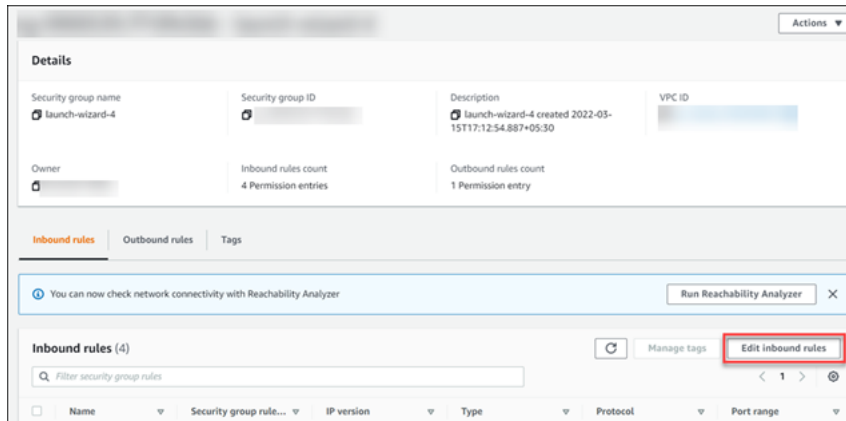 Actions
Details
Security group name
launch-wizard-4
Security group ID
Description
launch-wizard-4 created 2022-03-
15T17:12:54.887+05:30
VPC ID
Owner
Inbound rules count
4 Permission entries
Outbound rules count
1 Permission entry
Inbound rules Outbound rules Tags
You can now check network connectivity with Reachability Analyzer Run Reachability Analyzer
Inbound rules (4) Manage tags Edit inbound rules
Filter security group rules 1
Name Security group rule... IP version Type Protocol Port range